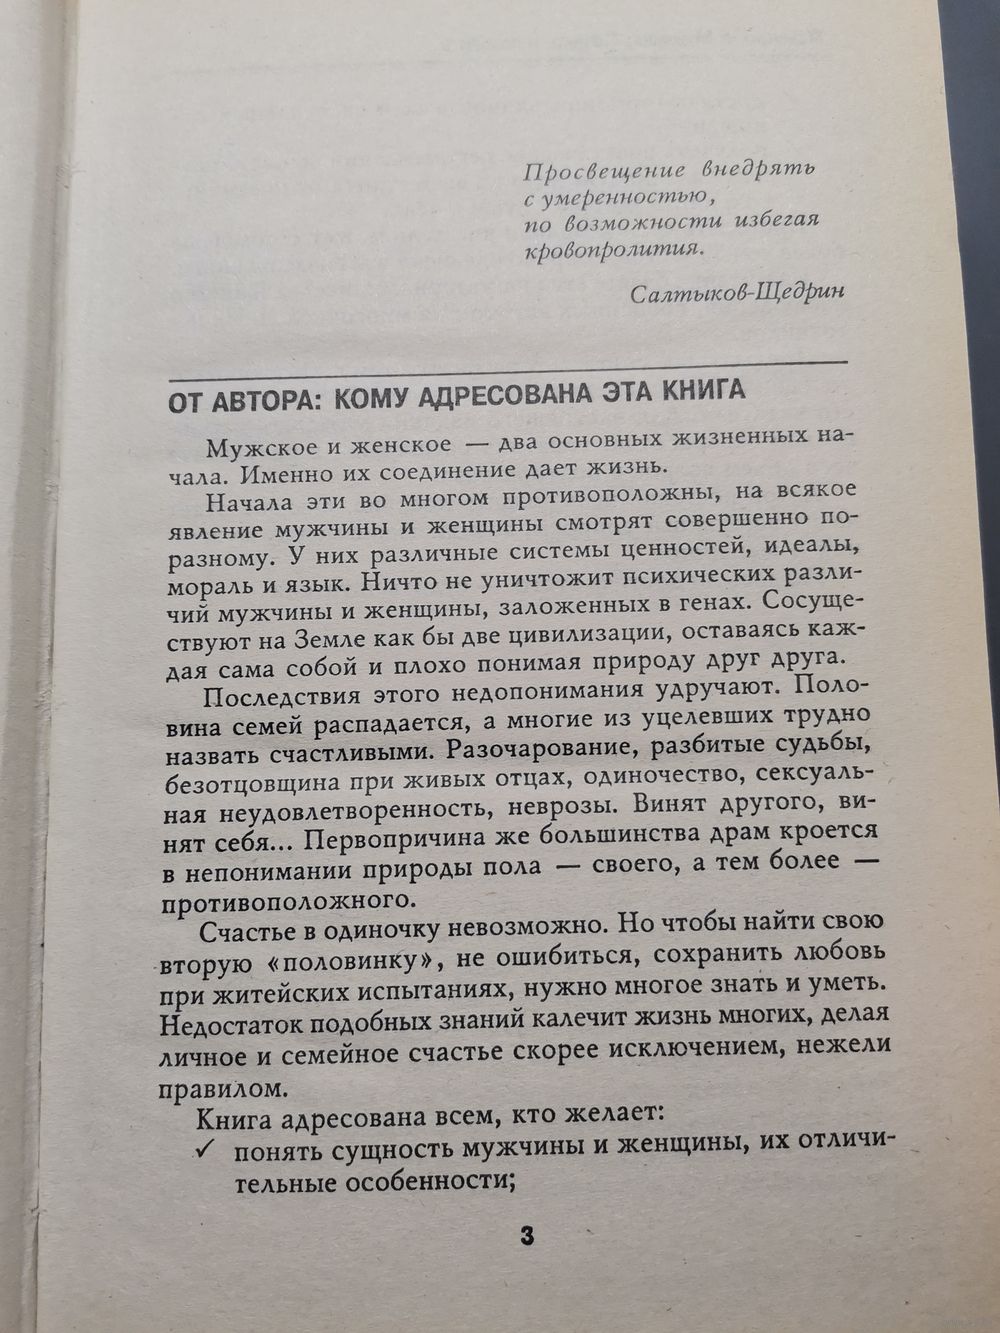 Просвещение внедрять
с умеренностью,
по возможности избегая
кровопролития.
Салтыков-Щедрин
ОТ АВТОРА: КОМУ АДРЕСОВАНА ЭТА КНИГА
Мужское и женское — два основных жизненных на-
чала. Именно их соединение дает жизнь.
Начала эти во многом противоположны, на всякое
явление мужчины и женщины смотрят совершенно по-
разному. У них различные системы ценностей, идеалы,
мораль и язык. Ничто не уничтожит психических разли-
чий мужчины и женщины, заложенных в генах. Сосуще-
ствуют на Земле как бы две цивилизации, оставаясь каж-
дая сама собой и плохо понимая природу друг друга.
Последствия этого недопонимания удручают. Поло-
вина семей распадается, а многие из уцелевших трудно
назвать счастливыми. Разочарование, разбитые судьбы,
безотцовщина при живых отцах, одиночество, сексуаль-
ная неудовлетворенность, неврозы. Винят другого, ви-
нят себя... Первопричина же большинства драм кроется
в непонимании природы пола — своего, а тем более —
противоположного.
Счастье в одиночку невозможно. Но чтобы найти свою
вторую «половинку», не ошибиться, сохранить любовь
при житейских испытаниях, нужно многое знать и уметь.
Недостаток подобных знаний калечит жизнь многих, делая
личное и семейное счастье скорее исключением, нежели
правилом.
Книга адресована всем, кто желает:
✓ понять сущность мужчины и женщины, их отличи-
тельные особенности;
3